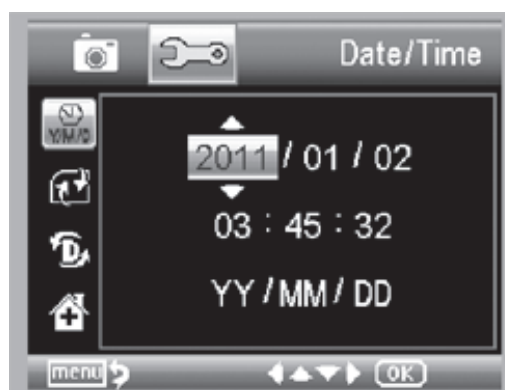 Date/Time
Y/M/D
2011 / 01 / 02
03 : 45 : 32
D
YY / MM / DD
menu OK